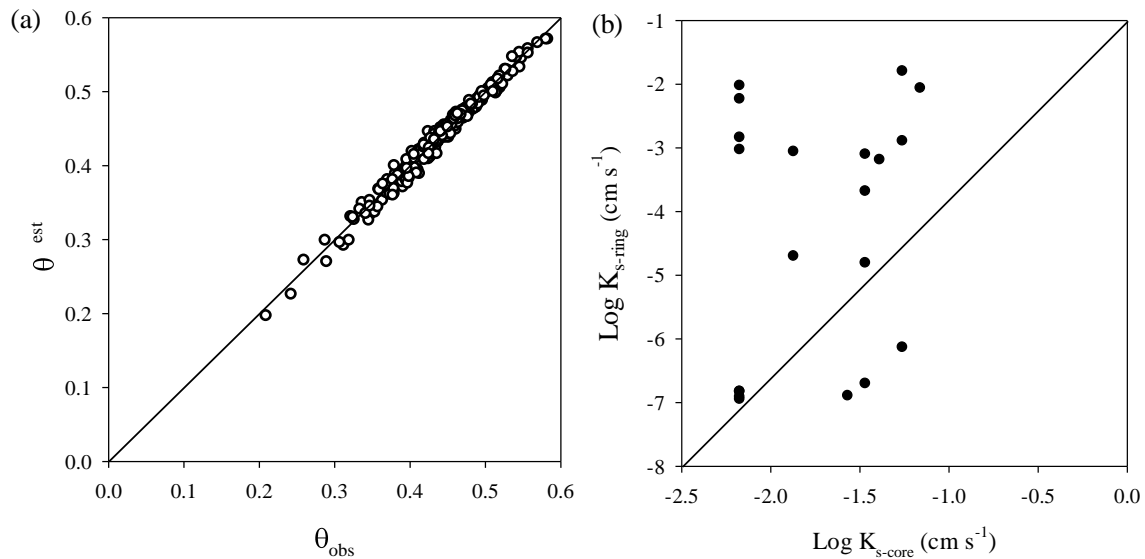 (a)
0.6
0.5
0.4
0.3
0.2
0.1
0.0
θ est
0.0 0.1 0.2 0.3 0.4 0.5 0.6
θobs
(b)
-1
-2
-3
-4
-5
-6
-7
-8
Log Ks-ring (cm s-1)
-2.5 -2.0 -1.5 -1.0 -0.5 0.0
Log Ks-core (cm s-1)